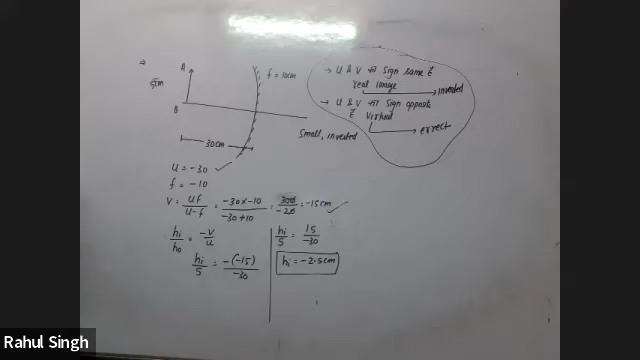 ⇒
A
5cm
B
30cm
f = 10cm
→ U & V का sign same है
real image → inverted
→ U & V का sign opposite
है virtual → errect
small, inverted
u = -30 ✓
f = -10
V = uf/u-f = -30×-10/-30+10 = 300/-20 = -15cm ✓
hi/ho = -v/u
hi/5 = -(-15)/-30
hi/5 = 15/-30
hi = -2.5cm
Rahul Singh